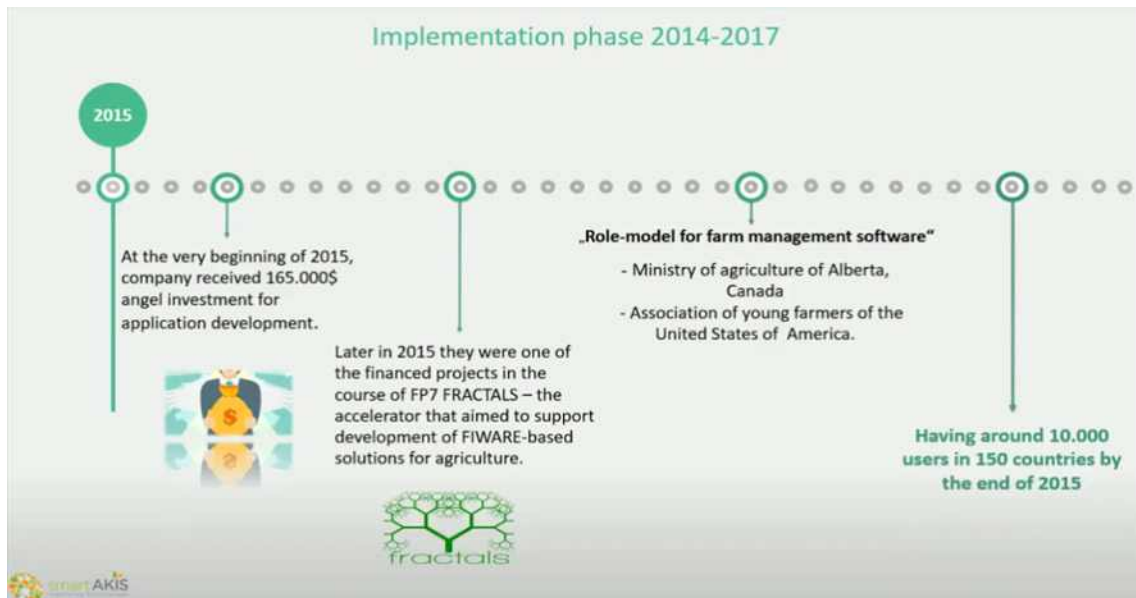 Implementation phase 2014-2017
2015
At the very beginning of 2015,
company received 165.000$
angel investment for
application development.
Later in 2015 they were one of
the financed projects in the
course of FP7 FRACTALS – the
accelerator that aimed to support
development of FIWARE-based
solutions for agriculture.
fractals
„Role-model for farm management software“
- Ministry of agriculture of Alberta,
Canada
- Association of young farmers of the
United States of America.
Having around 10.000
users in 150 countries by
the end of 2015
smart AKIS